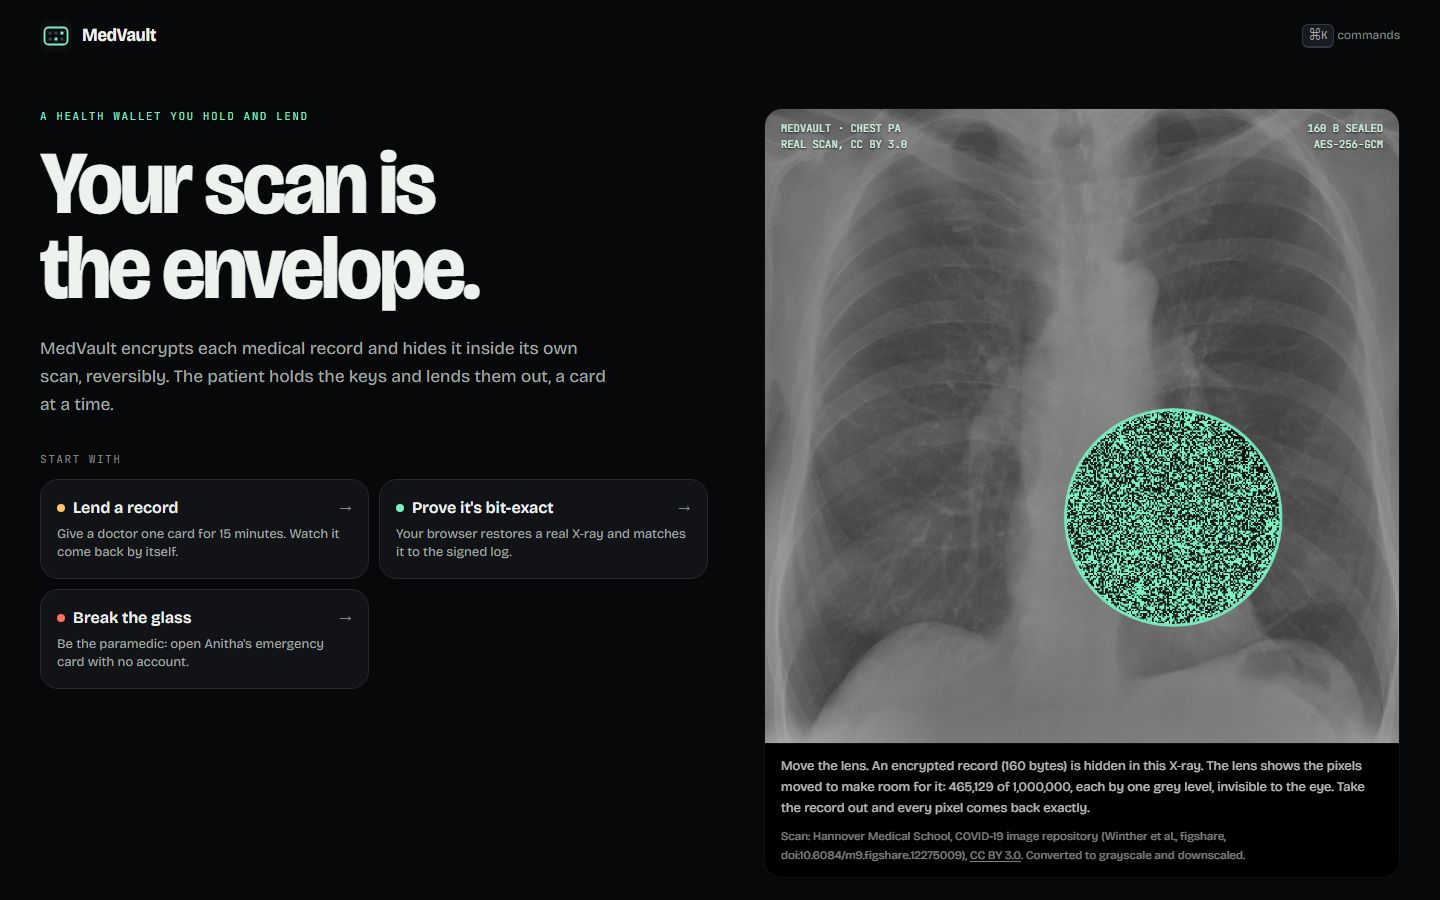 MedVault
⌘K commands
A HEALTH WALLET YOU HOLD AND LEND
Your scan is
the envelope.
MedVault encrypts each medical record and hides it inside its own
scan, reversibly. The patient holds the keys and lends them out, a card
at a time.
START WITH
Lend a record →
Give a doctor one card for 15 minutes. Watch it
come back by itself.
Prove it's bit-exact →
Your browser restores a real X-ray and matches
it to the signed log.
Break the glass →
Be the paramedic: open Anitha's emergency
card with no account.
MEDVAULT · CHEST PA
REAL SCAN, CC BY 3.0
160 B SEALED
AES-256-GCM
Move the lens. An encrypted record (160 bytes) is hidden in this X-ray. The lens shows the pixels
moved to make room for it: 465,129 of 1,000,000, each by one grey level, invisible to the eye. Take
the record out and every pixel comes back exactly.
Scan: Hannover Medical School, COVID-19 image repository (Winther et al., figshare,
doi:10.6084/m9.figshare.12275009), CC BY 3.0. Converted to grayscale and downscaled.